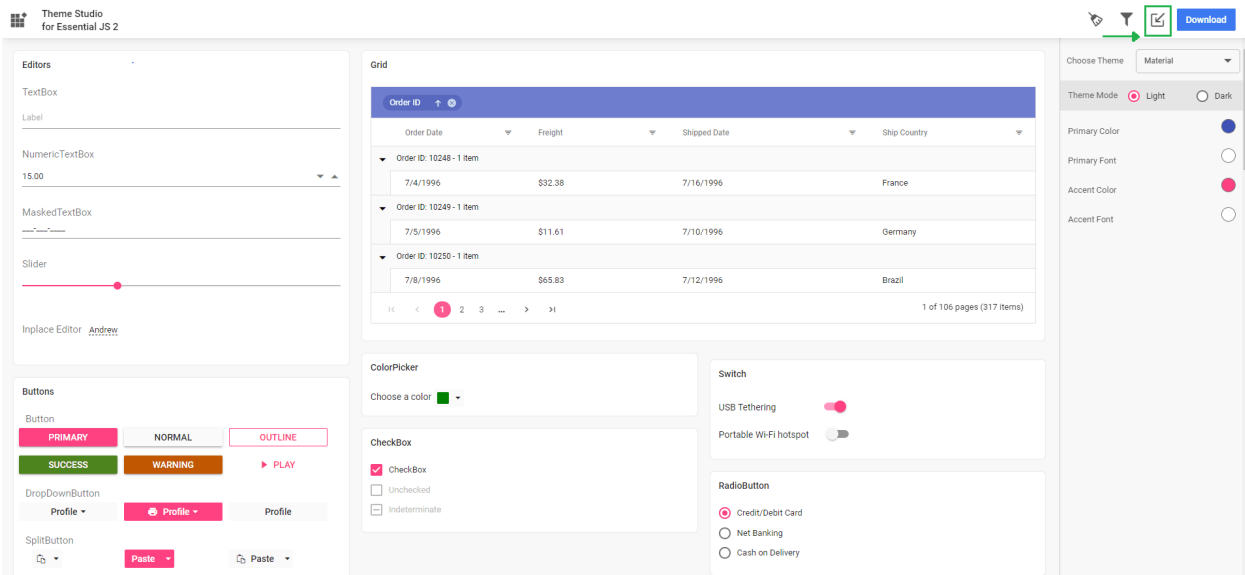 Theme Studio
for Essential JS 2
Download
Editors
TextBox
Label
NumericTextBox
15.00
MaskedTextBox
___-___-____
Slider
Inplace Editor Andrew
Buttons
Button
PRIMARY NORMAL OUTLINE
SUCCESS WARNING PLAY
DropDownButton
Profile Profile Profile
SplitButton
Paste Paste
Grid
Order ID
Order Date Freight Shipped Date Ship Country
Order ID: 10248 - 1 item
7/4/1996 $32.38 7/16/1996 France
Order ID: 10249 - 1 item
7/5/1996 $11.61 7/10/1996 Germany
Order ID: 10250 - 1 item
7/8/1996 $65.83 7/12/1996 Brazil
1 2 3 ... 1 of 106 pages (317 items)
ColorPicker
Choose a color
CheckBox
CheckBox
Unchecked
Indeterminate
Switch
USB Tethering
Portable Wi-Fi hotspot
RadioButton
Credit/Debit Card
Net Banking
Cash on Delivery
Choose Theme Material
Theme Mode Light Dark
Primary Color
Primary Font
Accent Color
Accent Font